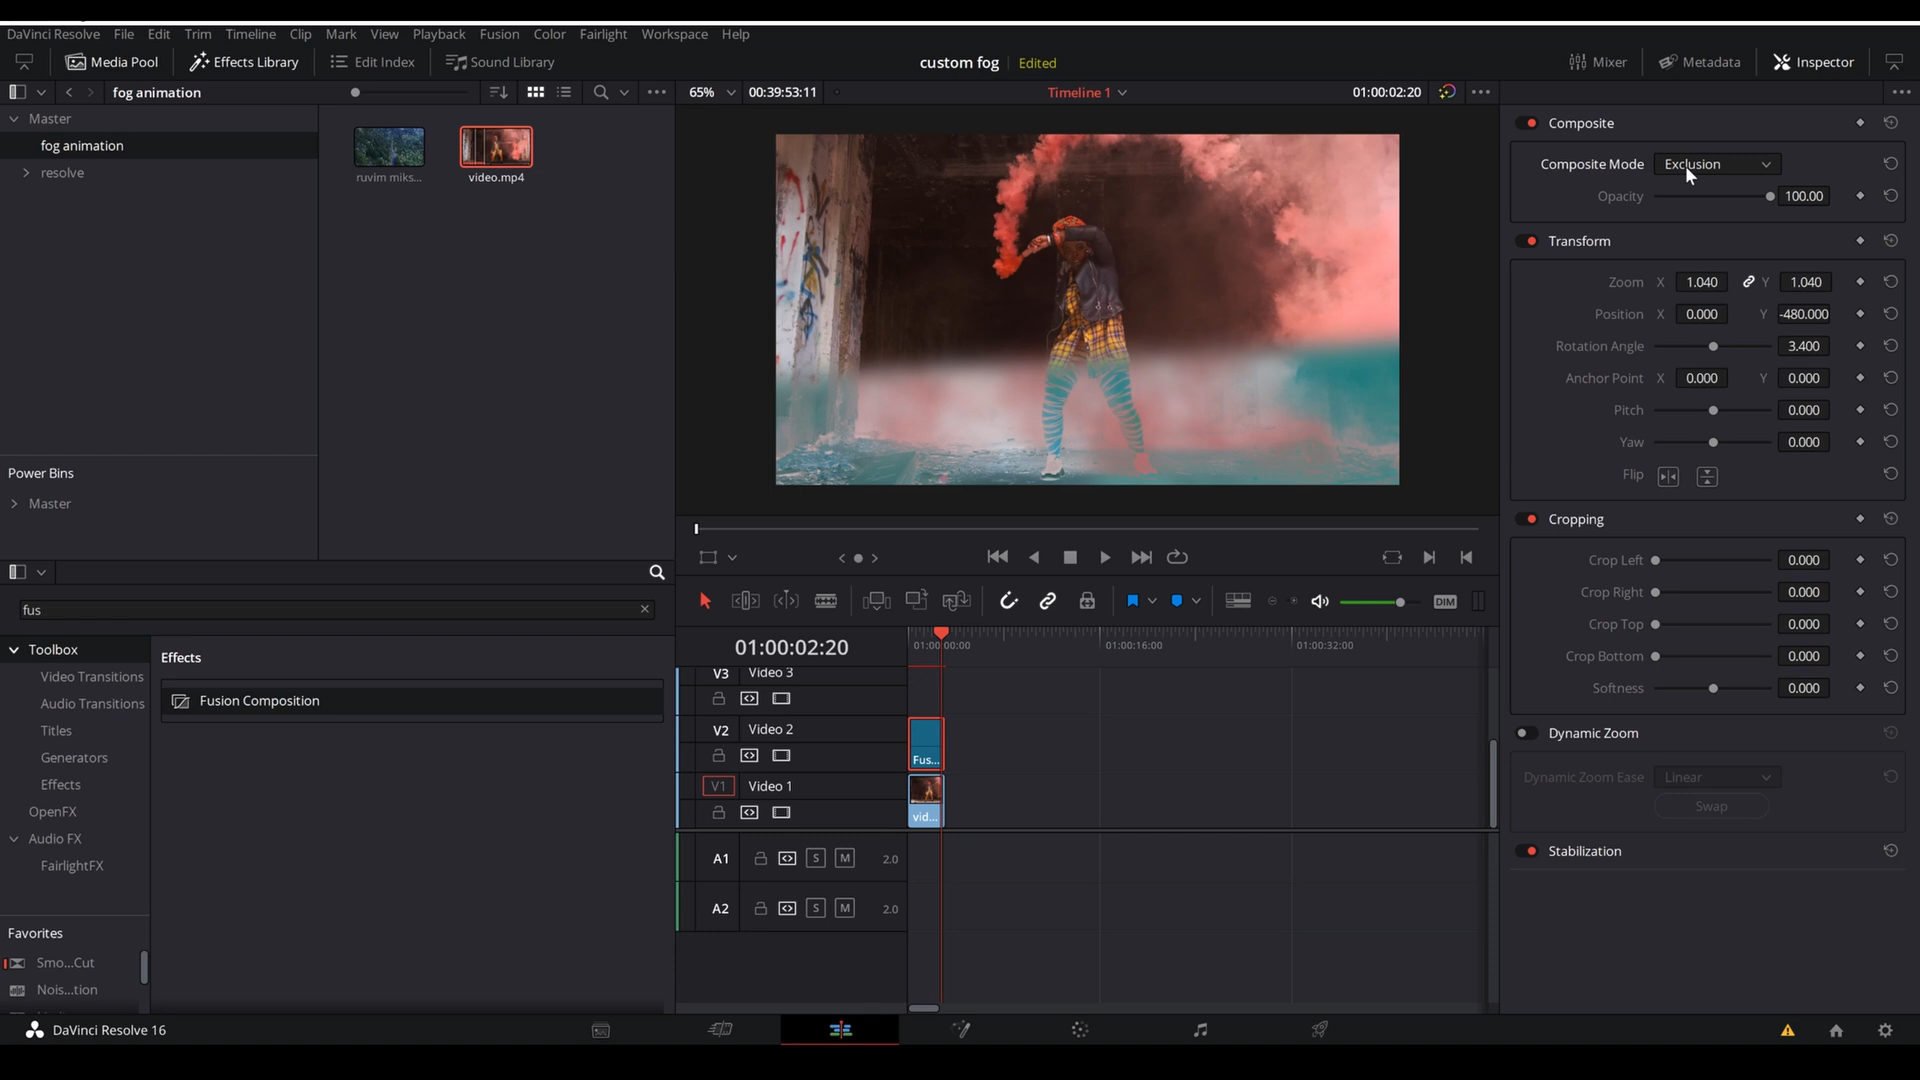 DaVinci Resolve File Edit Trim Timeline Clip Mark View Playback Fusion Color Fairlight Workspace Help
Media Pool Effects Library Edit Index Sound Library custom fog Edited Mixer Metadata Inspector
fog animation 65% 00:39:53:11 Timeline 1 01:00:02:20
Master
fog animation
resolve
ruvim miks...
video.mp4
Power Bins
Master
fus
Toolbox
Video Transitions
Audio Transitions
Titles
Generators
Effects
OpenFX
Audio FX
FairlightFX
Favorites
Smo...Cut
Nois...tion
Effects
Fusion Composition
DIM
01:00:02:20
01:00:00:00 01:00:16:00 01:00:32:00
V3 Video 3
V2 Video 2
Fus...
V1 Video 1
vid...
A1 S M 2.0
A2 S M 2.0
Composite
Composite Mode Exclusion
Opacity 100.00
Transform
Zoom X 1.040 Y 1.040
Position X 0.000 Y -480.000
Rotation Angle 3.400
Anchor Point X 0.000 Y 0.000
Pitch 0.000
Yaw 0.000
Flip
Cropping
Crop Left 0.000
Crop Right 0.000
Crop Top 0.000
Crop Bottom 0.000
Softness 0.000
Dynamic Zoom
Dynamic Zoom Ease Linear
Swap
Stabilization
DaVinci Resolve 16